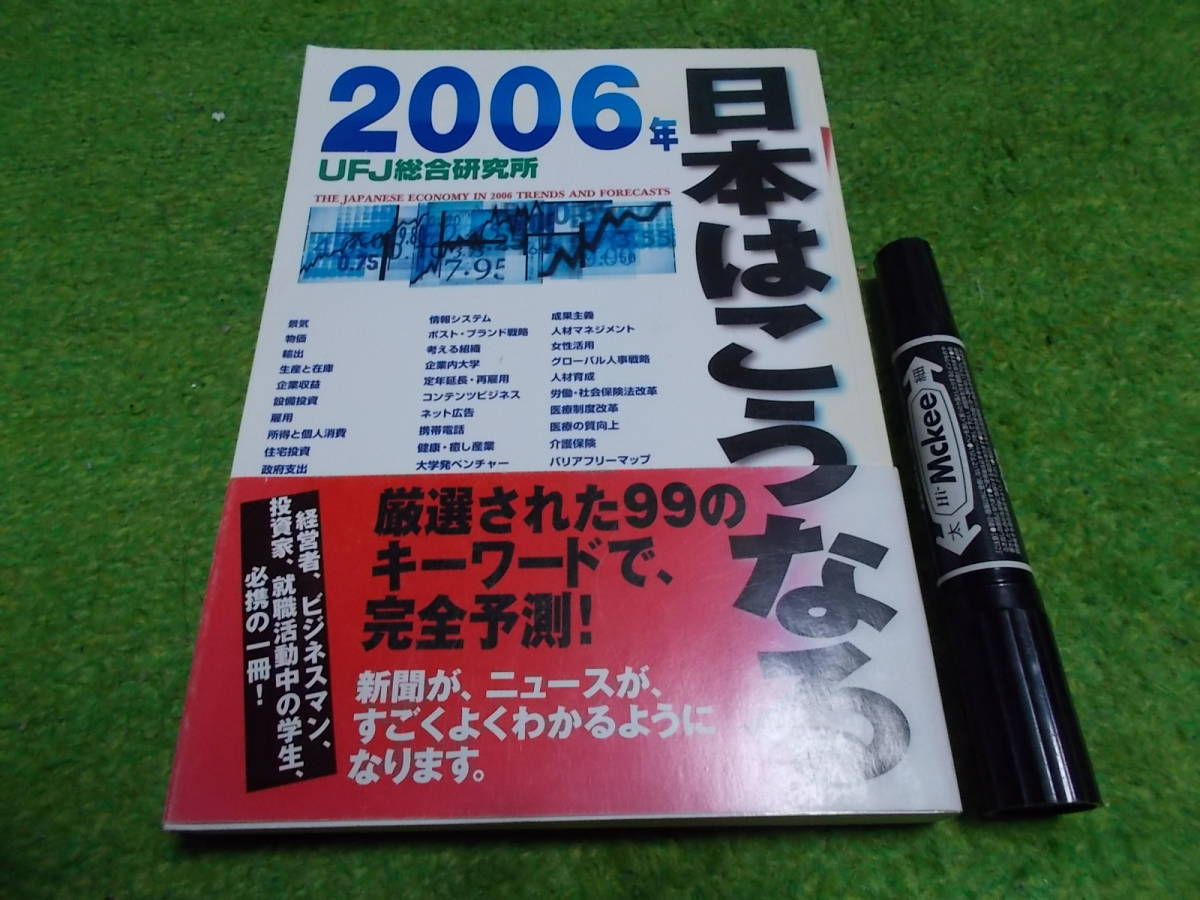 2006年
日本はこうなる
UFJ総合研究所
THE JAPANESE ECONOMY IN 2006 TRENDS AND FORECASTS
0.75
7.95
景気
物価
輸出
生産と在庫
企業収益
設備投資
雇用
所得と個人消費
住宅投資
政府支出
情報システム
ポスト・ブランド戦略
考える組織
企業内大学
定年延長・再雇用
コンテンツビジネス
ネット広告
携帯電話
健康・癒し産業
大学発ベンチャー
成果主義
人材マネジメント
女性活用
グローバル人事戦略
人材育成
労働・社会保険法改革
医療制度改革
医療の質向上
介護保険
バリアフリーマップ
厳選された99の
キーワードで、
完全予測!
経営者、ビジネスマン、
投資家、就職活動中の学生、
必携の一冊!
新聞が、ニュースが、
すごくよくわかるように
なります。
細
Hi-Mckee
太